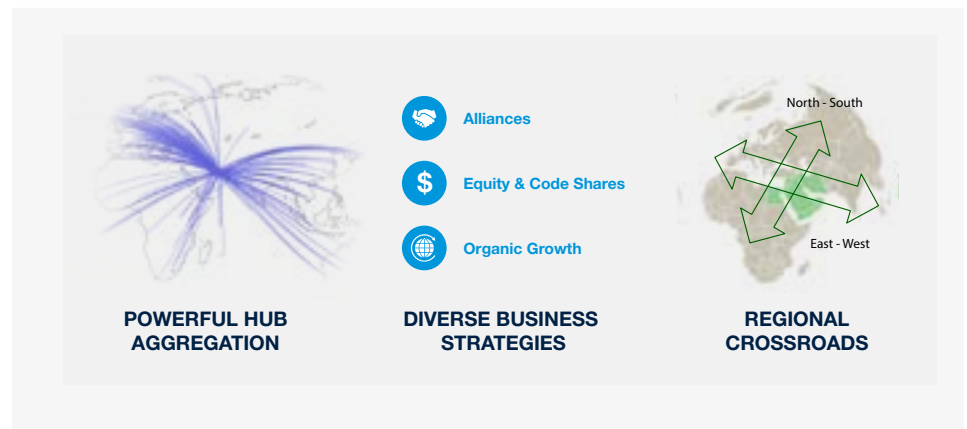 Alliances
Equity & Code Shares
Organic Growth
North - South
East - West
POWERFUL HUB
AGGREGATION
DIVERSE BUSINESS
STRATEGIES
REGIONAL
CROSSROADS